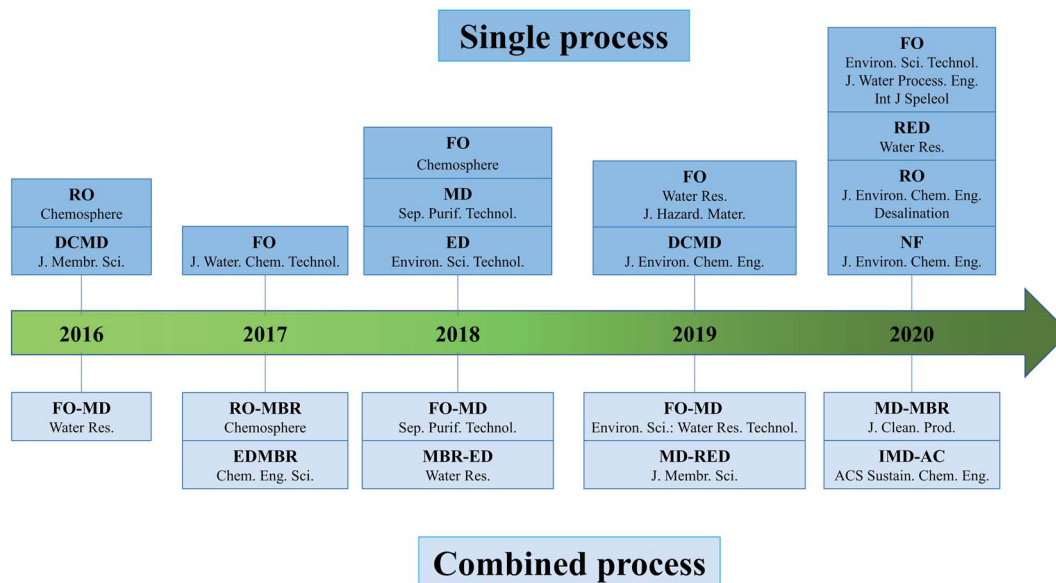 Single process
RO
Chemosphere
DCMD
J. Membr. Sci.
FO
J. Water. Chem. Technol.
FO
Chemosphere
MD
Sep. Purif. Technol.
ED
Environ. Sci. Technol.
FO
Water Res.
J. Hazard. Mater.
DCMD
J. Environ. Chem. Eng.
FO
Environ. Sci. Technol.
J. Water Process. Eng.
Int J Speleol
RED
Water Res.
RO
J. Environ. Chem. Eng.
Desalination
NF
J. Environ. Chem. Eng.
2016
2017
2018
2019
2020
FO-MD
Water Res.
RO-MBR
Chemosphere
EDMBR
Chem. Eng. Sci.
FO-MD
Sep. Purif. Technol.
MBR-ED
Water Res.
FO-MD
Environ. Sci.: Water Res. Technol.
MD-RED
J. Membr. Sci.
MD-MBR
J. Clean. Prod.
IMD-AC
ACS Sustain. Chem. Eng.
Combined process